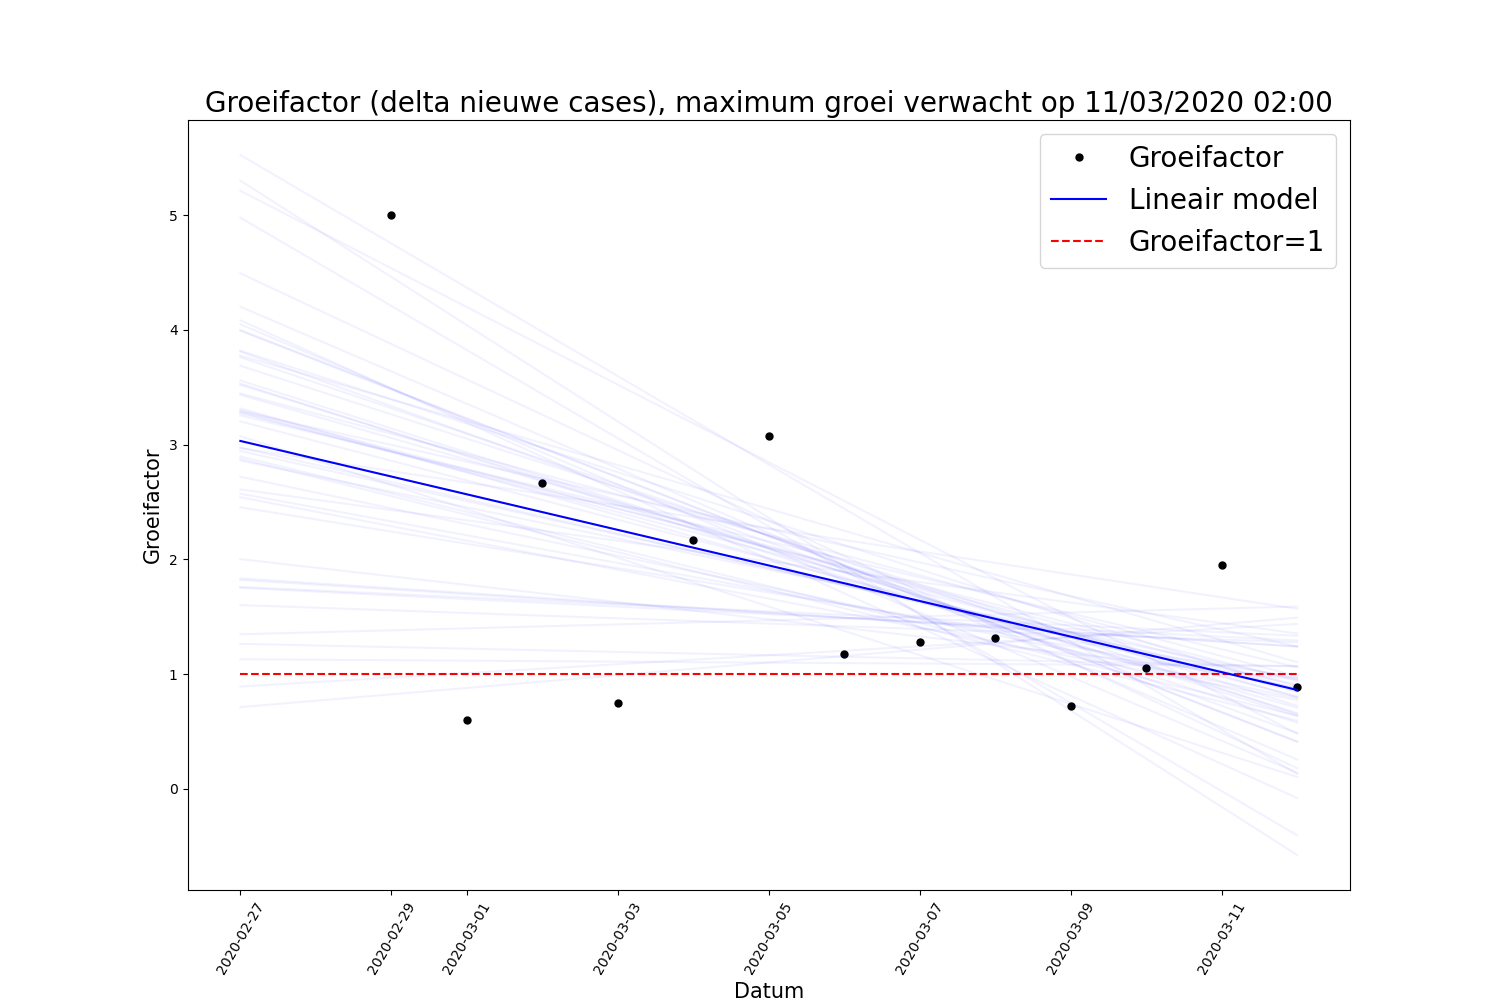 Groeifactor (delta nieuwe cases), maximum groei verwacht op 11/03/2020 02:00
Groeifactor
Lineair model
Groeifactor=1
5
4
3
2
1
0
Groeifactor
2020-02-27
2020-02-29
2020-03-01
2020-03-03
2020-03-05
2020-03-07
2020-03-09
2020-03-11
Datum